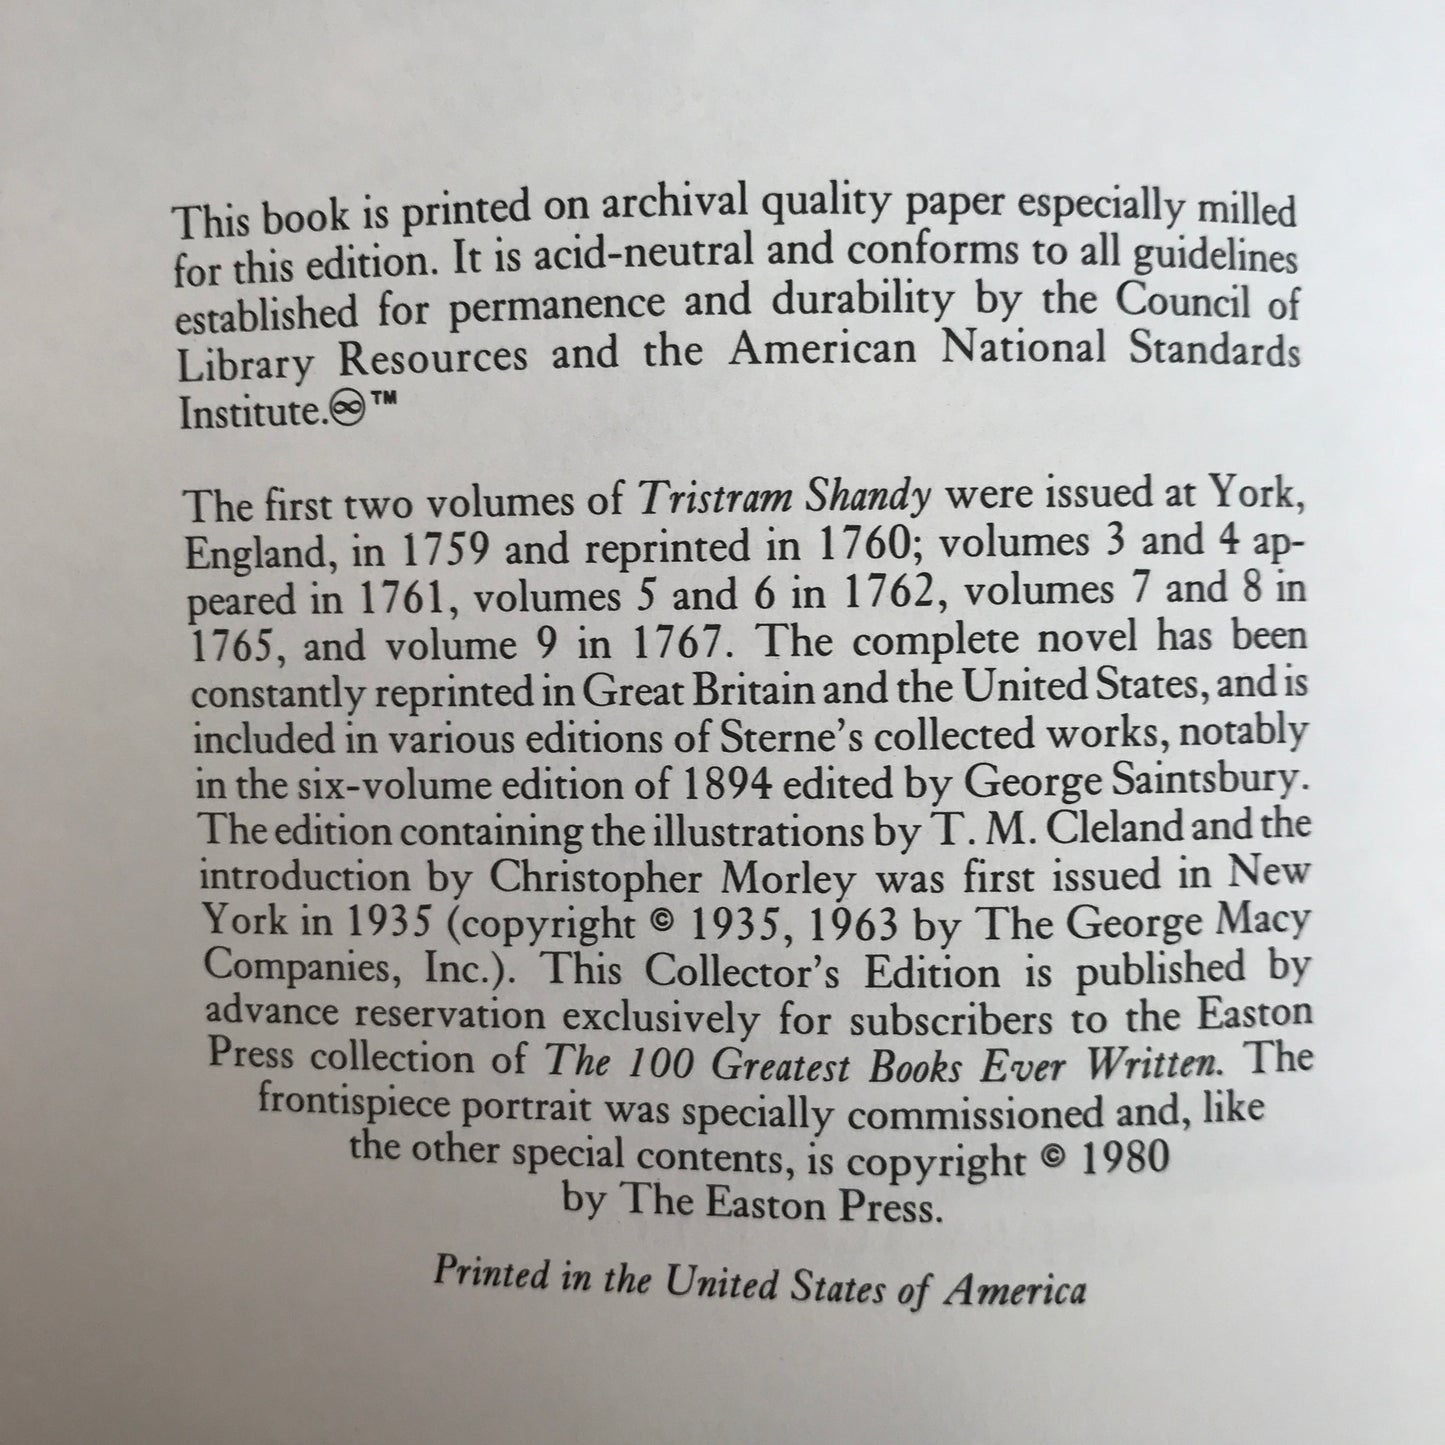 This book is printed on archival quality paper especially milled
for this edition. It is acid-neutral and conforms to all guidelines
established for permanence and durability by the Council of
Library Resources and the American National Standards
Institute.♾™
The first two volumes of Tristram Shandy were issued at York,
England, in 1759 and reprinted in 1760; volumes 3 and 4 ap-
peared in 1761, volumes 5 and 6 in 1762, volumes 7 and 8 in
1765, and volume 9 in 1767. The complete novel has been
constantly reprinted in Great Britain and the United States, and is
included in various editions of Sterne's collected works, notably
in the six-volume edition of 1894 edited by George Saintsbury.
The edition containing the illustrations by T. M. Cleland and the
introduction by Christopher Morley was first issued in New
York in 1935 (copyright © 1935, 1963 by The George Macy
Companies, Inc.). This Collector's Edition is published by
advance reservation exclusively for subscribers to the Easton
Press collection of The 100 Greatest Books Ever Written. The
frontispiece portrait was specially commissioned and, like
the other special contents, is copyright © 1980
by The Easton Press.
Printed in the United States of America